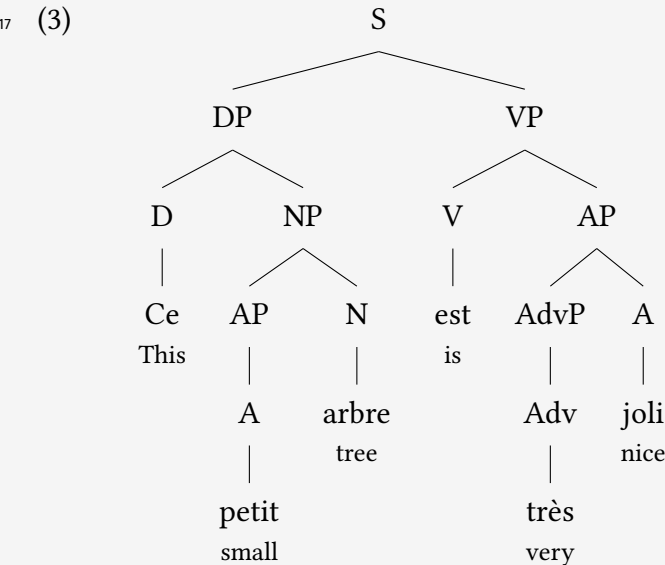 17 (3) S
DP VP
D NP V AP
Ce AP N est AdvP A
This is
A arbre Adv joli
tree nice
petit très
small very